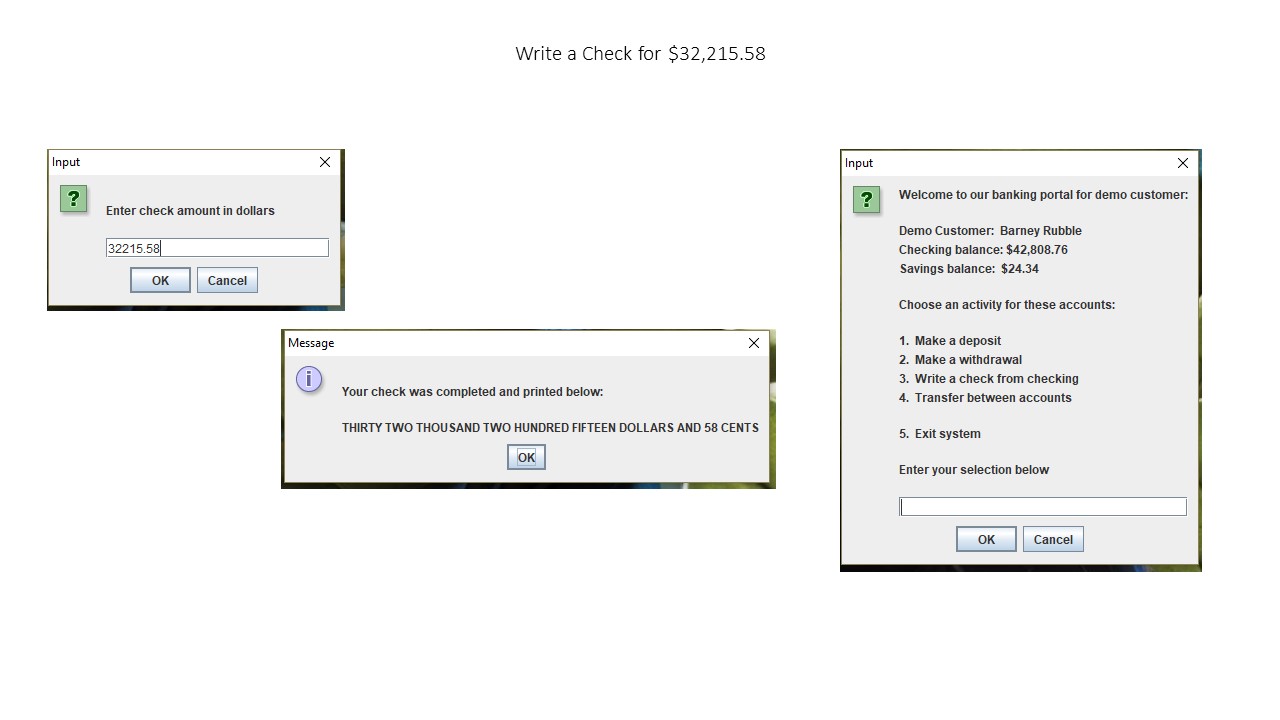 Write a Check for $32,215.58
Input
?
Enter check amount in dollars
32215.58
OK Cancel
Message
i
Your check was completed and printed below:
THIRTY TWO THOUSAND TWO HUNDRED FIFTEEN DOLLARS AND 58 CENTS
OK
Input
?
Welcome to our banking portal for demo customer:
Demo Customer: Barney Rubble
Checking balance: $42,808.76
Savings balance: $24.34
Choose an activity for these accounts:
1. Make a deposit
2. Make a withdrawal
3. Write a check from checking
4. Transfer between accounts
5. Exit system
Enter your selection below
OK Cancel